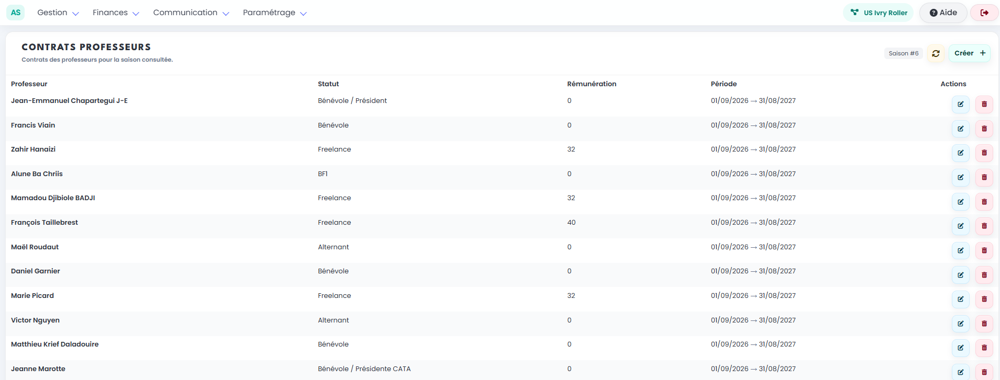 AS Gestion Finances Communication Paramétrage US Ivry Roller Aide
CONTRATS PROFESSEURS
Contrats des professeurs pour la saison consultée.
Saison #6 Créer +
Professeur Statut Rémunération Période Actions
Jean-Emmanuel Chapartegui J-E Bénévole / Président 0 01/09/2026 → 31/08/2027
Francis Viain Bénévole 0 01/09/2026 → 31/08/2027
Zahir Hanaizi Freelance 32 01/09/2026 → 31/08/2027
Alune Ba Chriis BF1 0 01/09/2026 → 31/08/2027
Mamadou Djibiole BADJI Freelance 32 01/09/2026 → 31/08/2027
François Taillebrest Freelance 40 01/09/2026 → 31/08/2027
Maël Roudaut Alternant 0 01/09/2026 → 31/08/2027
Daniel Garnier Bénévole 0 01/09/2026 → 31/08/2027
Marie Picard Freelance 32 01/09/2026 → 31/08/2027
Victor Nguyen Alternant 0 01/09/2026 → 31/08/2027
Matthieu Krief Daladouire Bénévole 0 01/09/2026 → 31/08/2027
Jeanne Marotte Bénévole / Présidente CATA 0 01/09/2026 → 31/08/2027